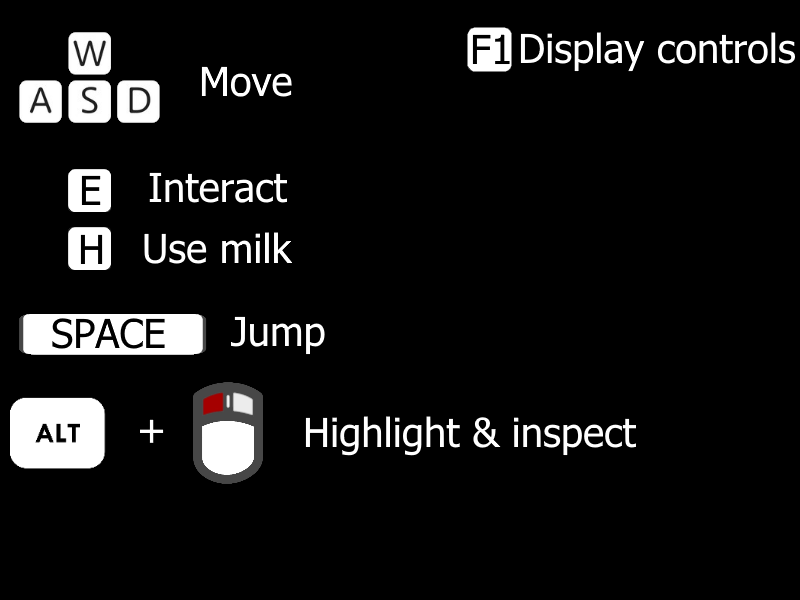 W
A S D Move
F1 Display controls
E Interact
H Use milk
SPACE Jump
ALT + Highlight & inspect